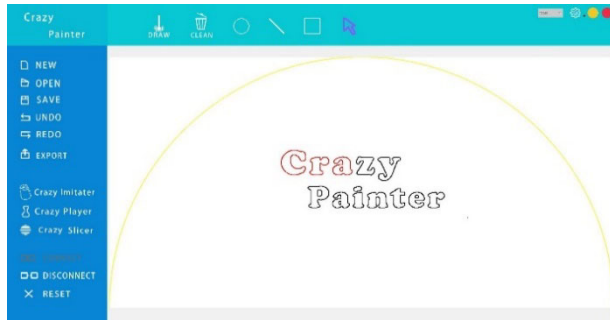 Crazy
Painter
DRAW
CLEAN
NEW
OPEN
SAVE
UNDO
REDO
EXPORT
Crazy Imitater
Crazy Player
Crazy Slicer
DISCONNECT
RESET
Crazy
Painter